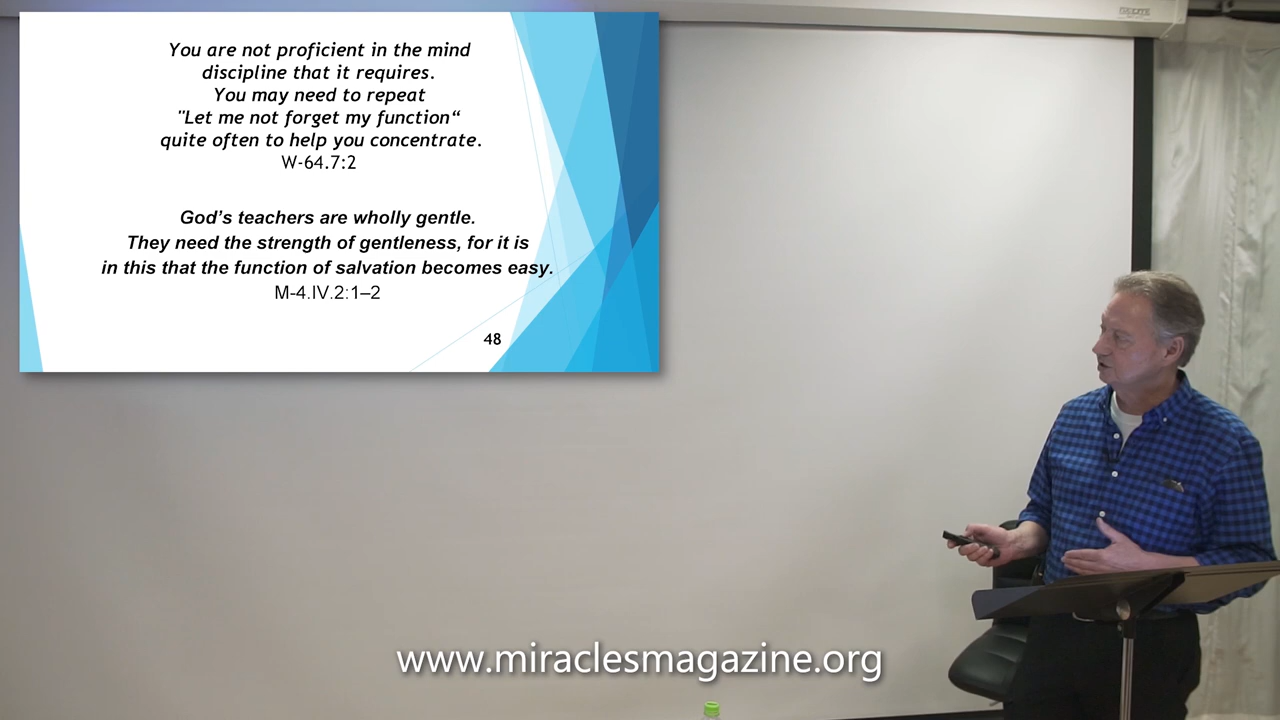 You are not proficient in the mind
discipline that it requires.
You may need to repeat
"Let me not forget my function“
quite often to help you concentrate.
W-64.7:2
God’s teachers are wholly gentle.
They need the strength of gentleness, for it is
in this that the function of salvation becomes easy.
M-4.IV.2:1–2
48
www.miraclesmagazine.org